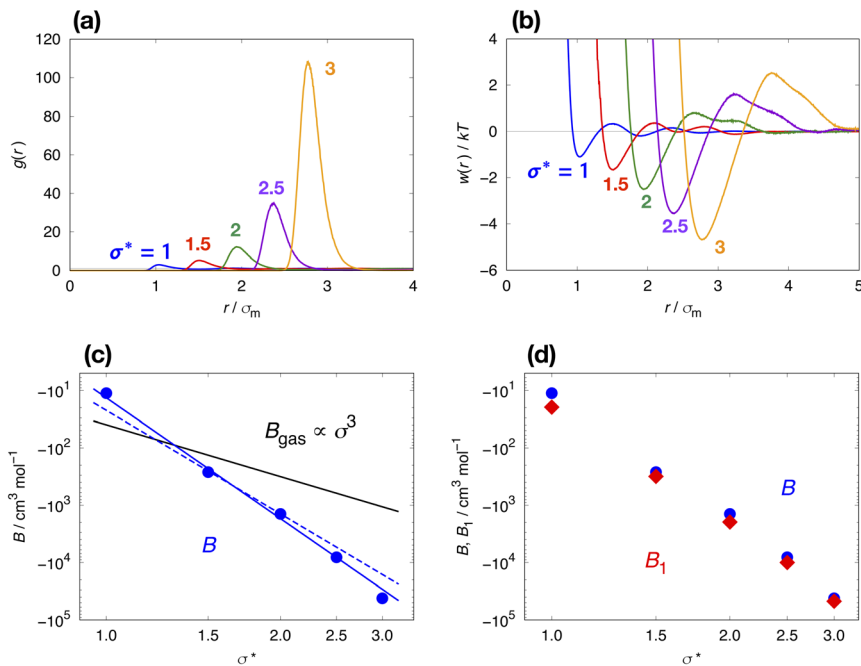 (a)
120
100
80
60
40
20
0
g(r)
σ* = 1
1.5
2
2.5
3
0 1 2 3 4
r / σm
(b)
4
2
0
−2
−4
−6
w(r) / kT
σ* = 1
1.5
2
2.5
3
0 1 2 3 4 5
r / σm
(c)
−10¹
−10²
−10³
−10⁴
−10⁵
B / cm³ mol⁻¹
Bgas ∝ σ³
B
1.0 1.5 2.0 2.5 3.0
σ*
(d)
−10¹
−10²
−10³
−10⁴
−10⁵
B, B₁ / cm³ mol⁻¹
B
B₁
1.0 1.5 2.0 2.5 3.0
σ*